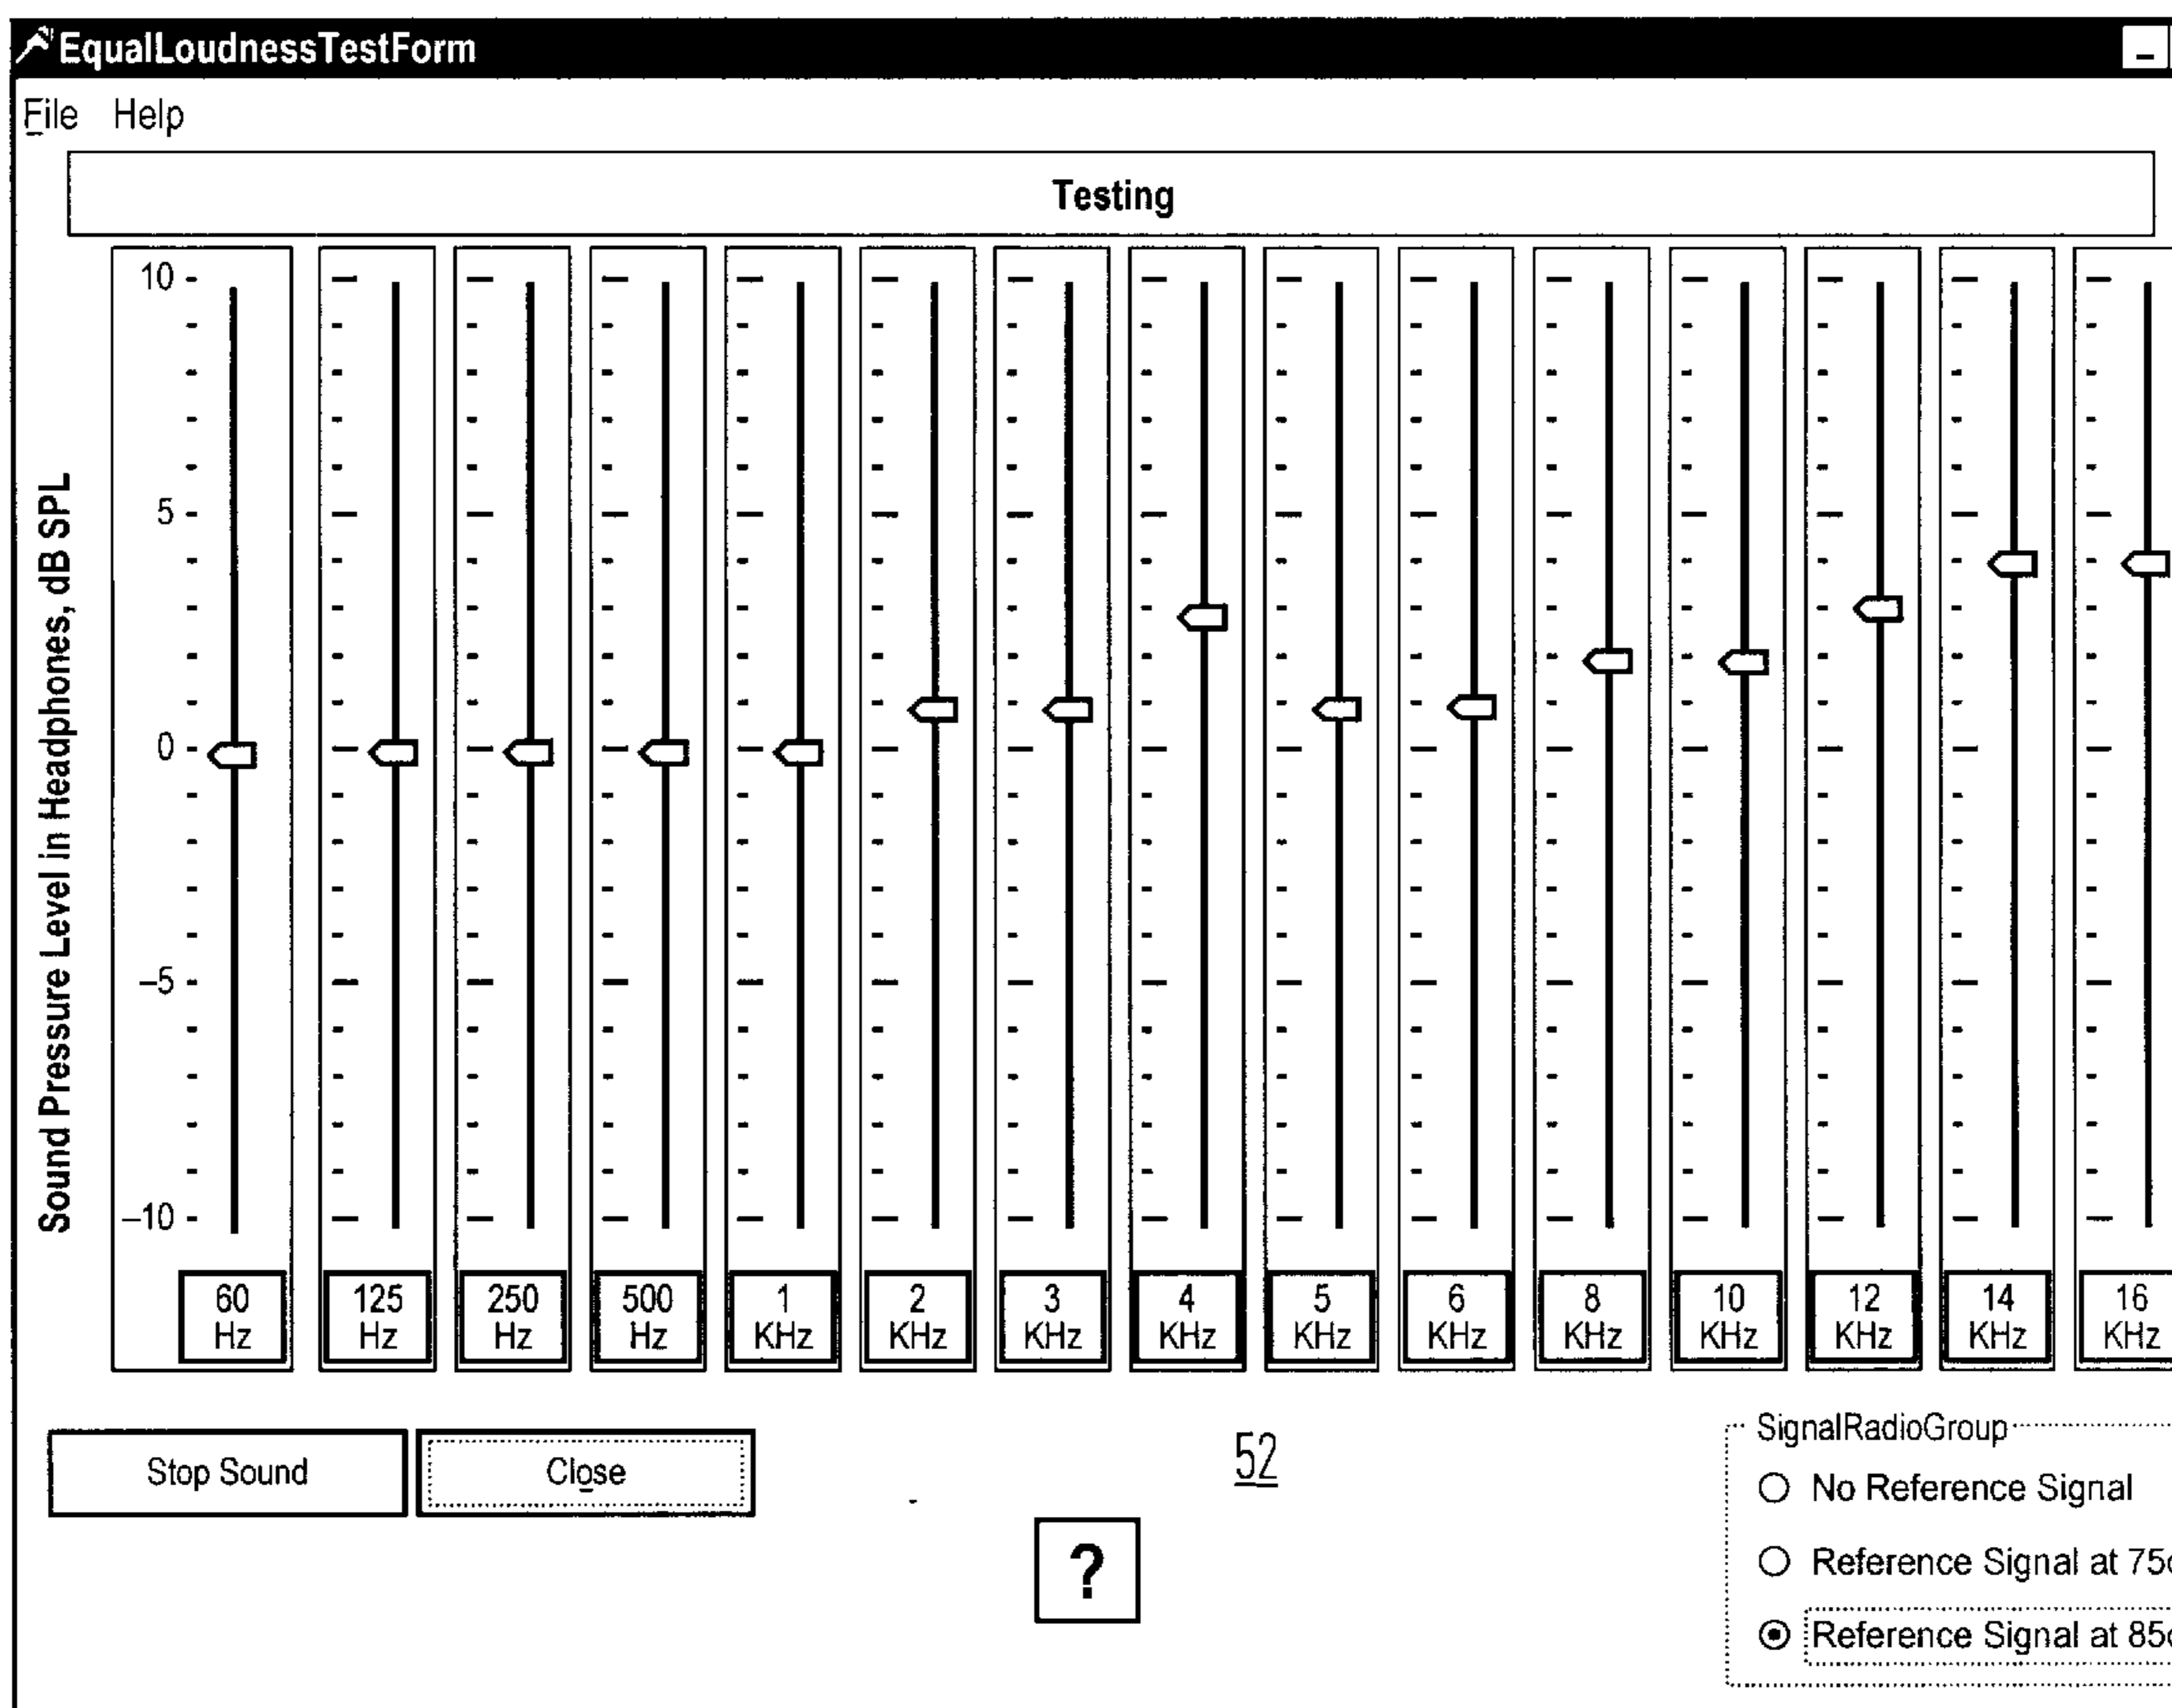 EqualLoudnessTestForm
File Help
Testing
Sound Pressure Level in Headphones, dB SPL
10
5
0
–5
–10
60 Hz
125 Hz
250 Hz
500 Hz
1 KHz
2 KHz
3 KHz
4 KHz
5 KHz
6 KHz
8 KHz
10 KHz
12 KHz
14 KHz
16 KHz
Stop Sound
Close
52
?
SignalRadioGroup
No Reference Signal
Reference Signal at 75
Reference Signal at 85